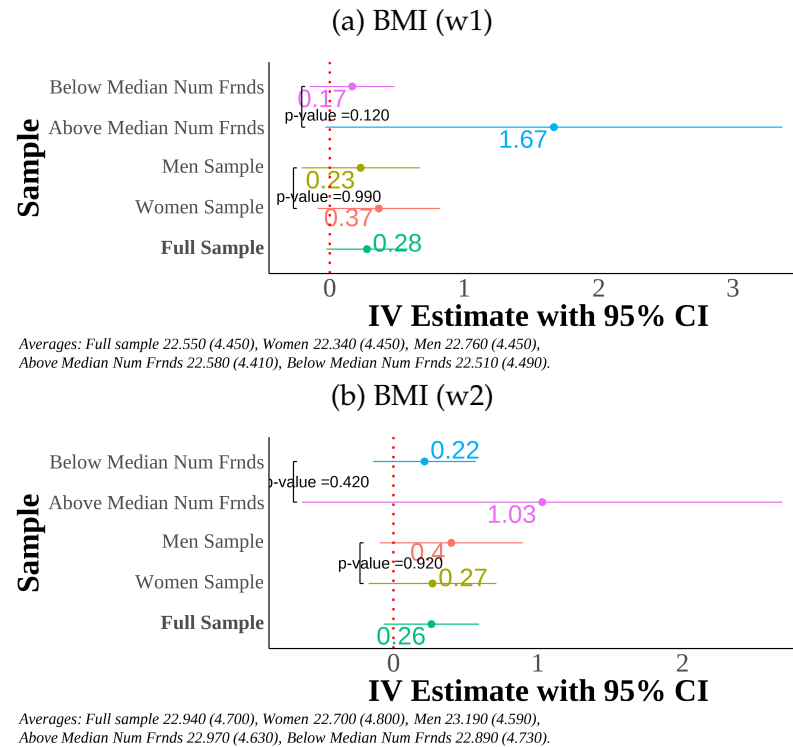 (a) BMI (w1)
Below Median Num Frnds
0.17
p-value =0.120
Above Median Num Frnds
1.67
Men Sample
0.23
p-value =0.990
Women Sample
0.37
Full Sample
0.28
Sample
0 1 2 3
IV Estimate with 95% CI
Averages: Full sample 22.550 (4.450), Women 22.340 (4.450), Men 22.760 (4.450),
Above Median Num Frnds 22.580 (4.410), Below Median Num Frnds 22.510 (4.490).
(b) BMI (w2)
Below Median Num Frnds
0.22
p-value =0.420
Above Median Num Frnds
1.03
Men Sample
0.4
p-value =0.920
Women Sample
0.27
Full Sample
0.26
Sample
0 1 2
IV Estimate with 95% CI
Averages: Full sample 22.940 (4.700), Women 22.700 (4.800), Men 23.190 (4.590),
Above Median Num Frnds 22.970 (4.630), Below Median Num Frnds 22.890 (4.730).